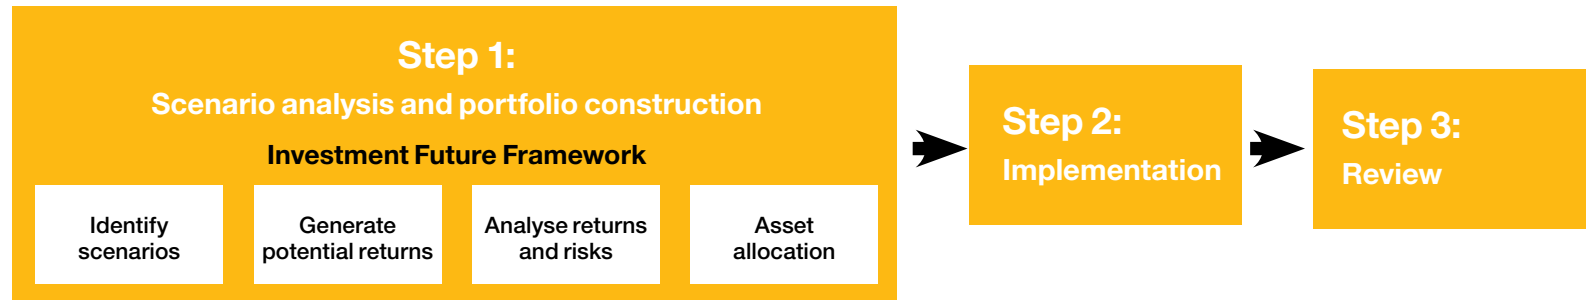 Step 1:
Scenario analysis and portfolio construction
Investment Future Framework
Identify
scenarios
Generate
potential returns
Analyse returns
and risks
Asset
allocation
Step 2:
Implementation
Step 3:
Review